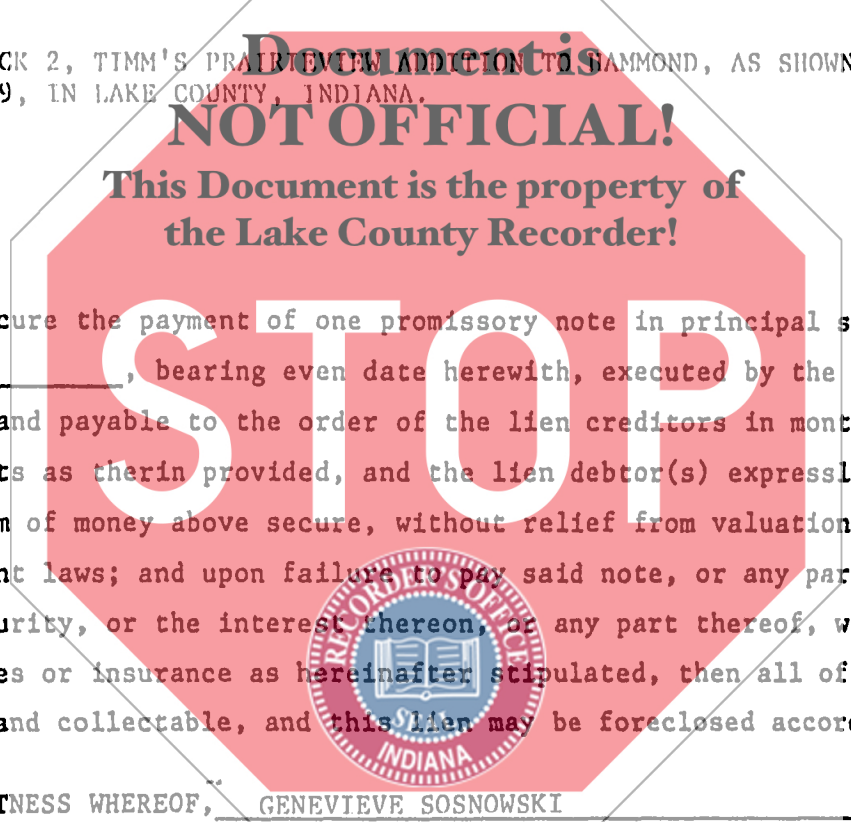 CK 2, TIMM'S PRAIRIEVIEW ADDITION TO HAMMOND, AS SHOWN
9, IN LAKE COUNTY, INDIANA.
Document is
NOT OFFICIAL!
This Document is the property of
the Lake County Recorder!
STOP
cure the payment of one promissory note in principal s
, bearing even date herewith, executed by the
and payable to the order of the lien creditors in mont
ts as therin provided, and the lien debtor(s) expressl
m of money above secure, without relief from valuation
nt laws; and upon failure to pay said note, or any par
urity, or the interest thereon, or any part thereof, w
es or insurance as hereinafter stipulated, then all of
and collectable, and this lien may be foreclosed accor
RECORDER'S OFFICE
SEAL
INDIANA
TNESS WHEREOF, GENEVIEVE SOSNOWSKI